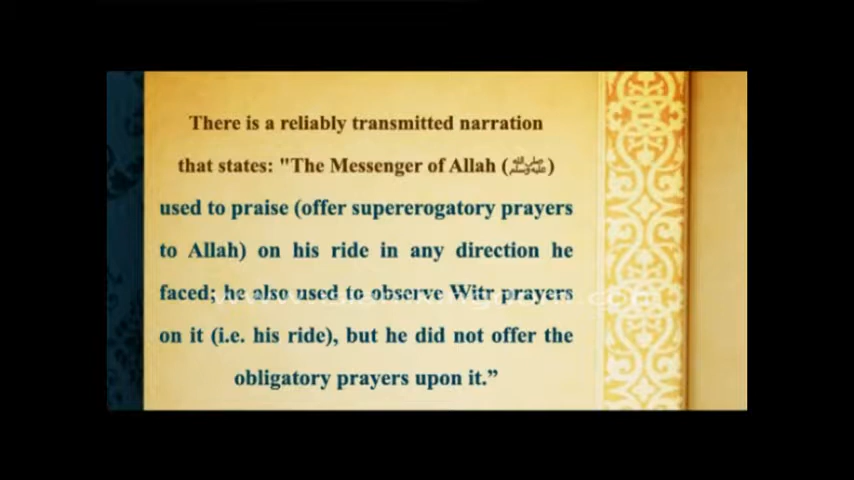 There is a reliably transmitted narration
that states: "The Messenger of Allah (ﷺ)
used to praise (offer supererogatory prayers
to Allah) on his ride in any direction he
faced; he also used to observe Witr prayers
on it (i.e. his ride), but he did not offer the
obligatory prayers upon it.”